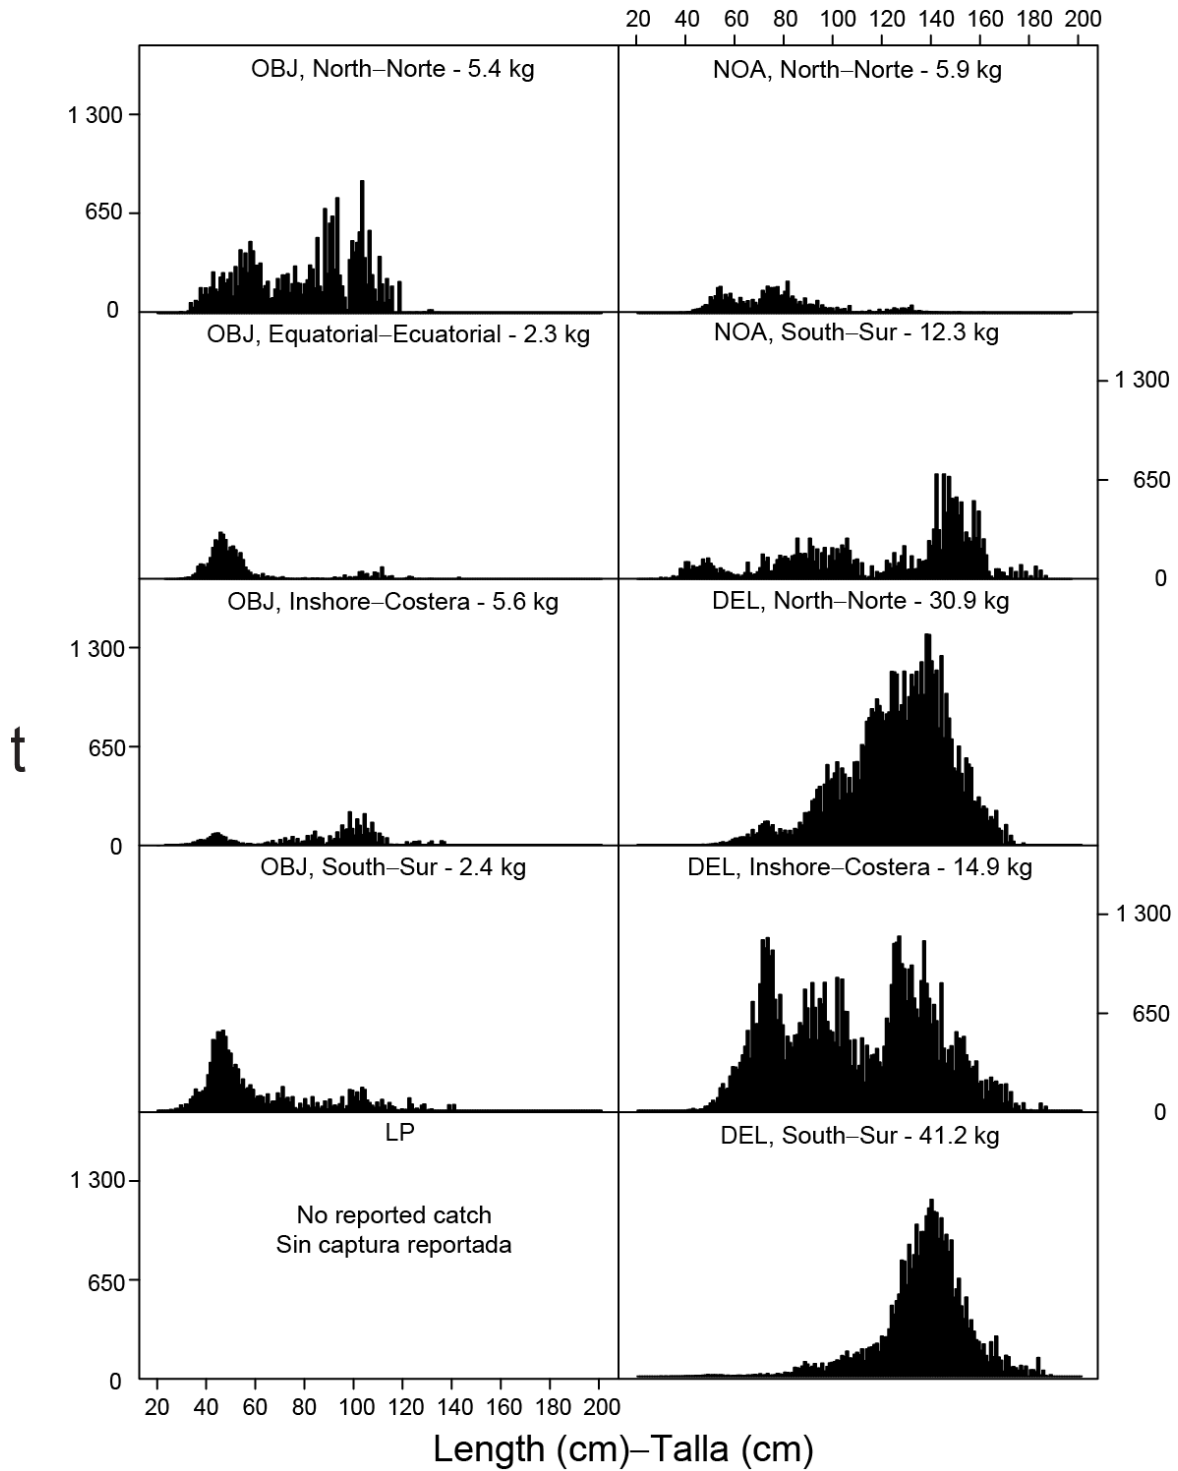 20 40 60 80 100 120 140 160 180 200
OBJ, North–Norte - 5.4 kg
NOA, North–Norte - 5.9 kg
1 300
650
0
OBJ, Equatorial–Ecuatorial - 2.3 kg
NOA, South–Sur - 12.3 kg
1 300
650
0
OBJ, Inshore–Costera - 5.6 kg
DEL, North–Norte - 30.9 kg
1 300
t
650
0
OBJ, South–Sur - 2.4 kg
DEL, Inshore–Costera - 14.9 kg
1 300
650
0
LP
DEL, South–Sur - 41.2 kg
1 300
No reported catch
Sin captura reportada
650
0
20 40 60 80 100 120 140 160 180 200
Length (cm)–Talla (cm)